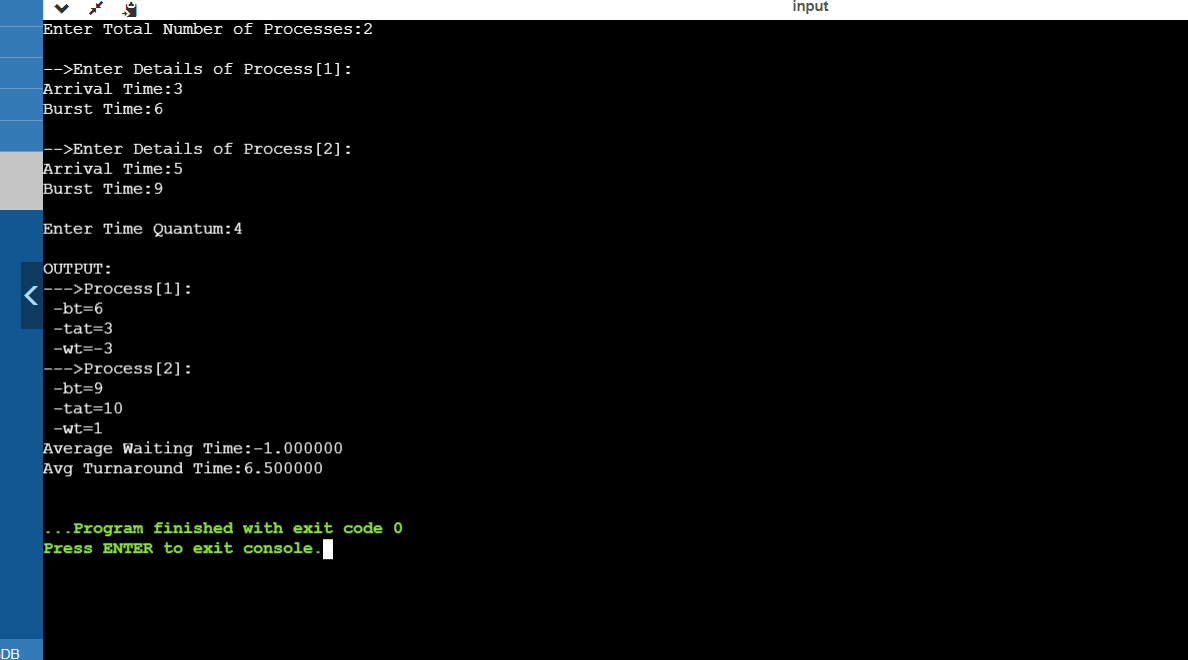 input
Enter Total Number of Processes:2
-->Enter Details of Process[1]:
Arrival Time:3
Burst Time:6
-->Enter Details of Process[2]:
Arrival Time:5
Burst Time:9
Enter Time Quantum:4
OUTPUT:
--->Process[1]:
-bt=6
-tat=3
-wt=-3
--->Process[2]:
-bt=9
-tat=10
-wt=1
Average Waiting Time:-1.000000
Avg Turnaround Time:6.500000
...Program finished with exit code 0
Press ENTER to exit console.
DB